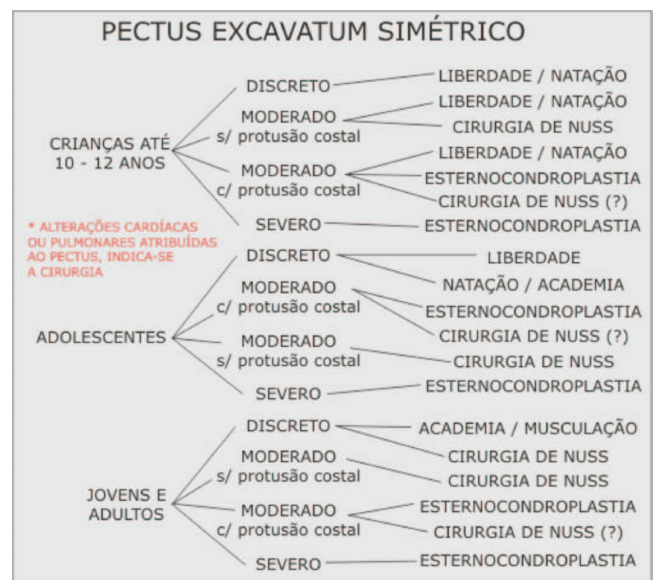 PECTUS EXCAVATUM SIMÉTRICO
CRIANÇAS ATÉ
10 - 12 ANOS
DISCRETO
LIBERDADE / NATAÇÃO
MODERADO
s/ protusão costal
LIBERDADE / NATAÇÃO
CIRURGIA DE NUSS
MODERADO
c/ protusão costal
LIBERDADE / NATAÇÃO
ESTERNOCONDROPLASTIA
CIRURGIA DE NUSS (?)
SEVERO
ESTERNOCONDROPLASTIA
* ALTERAÇÕES CARDÍACAS
OU PULMONARES ATRIBUÍDAS
AO PECTUS, INDICA-SE
A CIRURGIA
ADOLESCENTES
DISCRETO
LIBERDADE
NATAÇÃO / ACADEMIA
MODERADO
c/ protusão costal
ESTERNOCONDROPLASTIA
CIRURGIA DE NUSS (?)
MODERADO
s/ protusão costal
CIRURGIA DE NUSS
SEVERO
ESTERNOCONDROPLASTIA
JOVENS E
ADULTOS
DISCRETO
ACADEMIA / MUSCULAÇÃO
CIRURGIA DE NUSS
MODERADO
s/ protusão costal
CIRURGIA DE NUSS
MODERADO
c/ protusão costal
ESTERNOCONDROPLASTIA
CIRURGIA DE NUSS (?)
SEVERO
ESTERNOCONDROPLASTIA